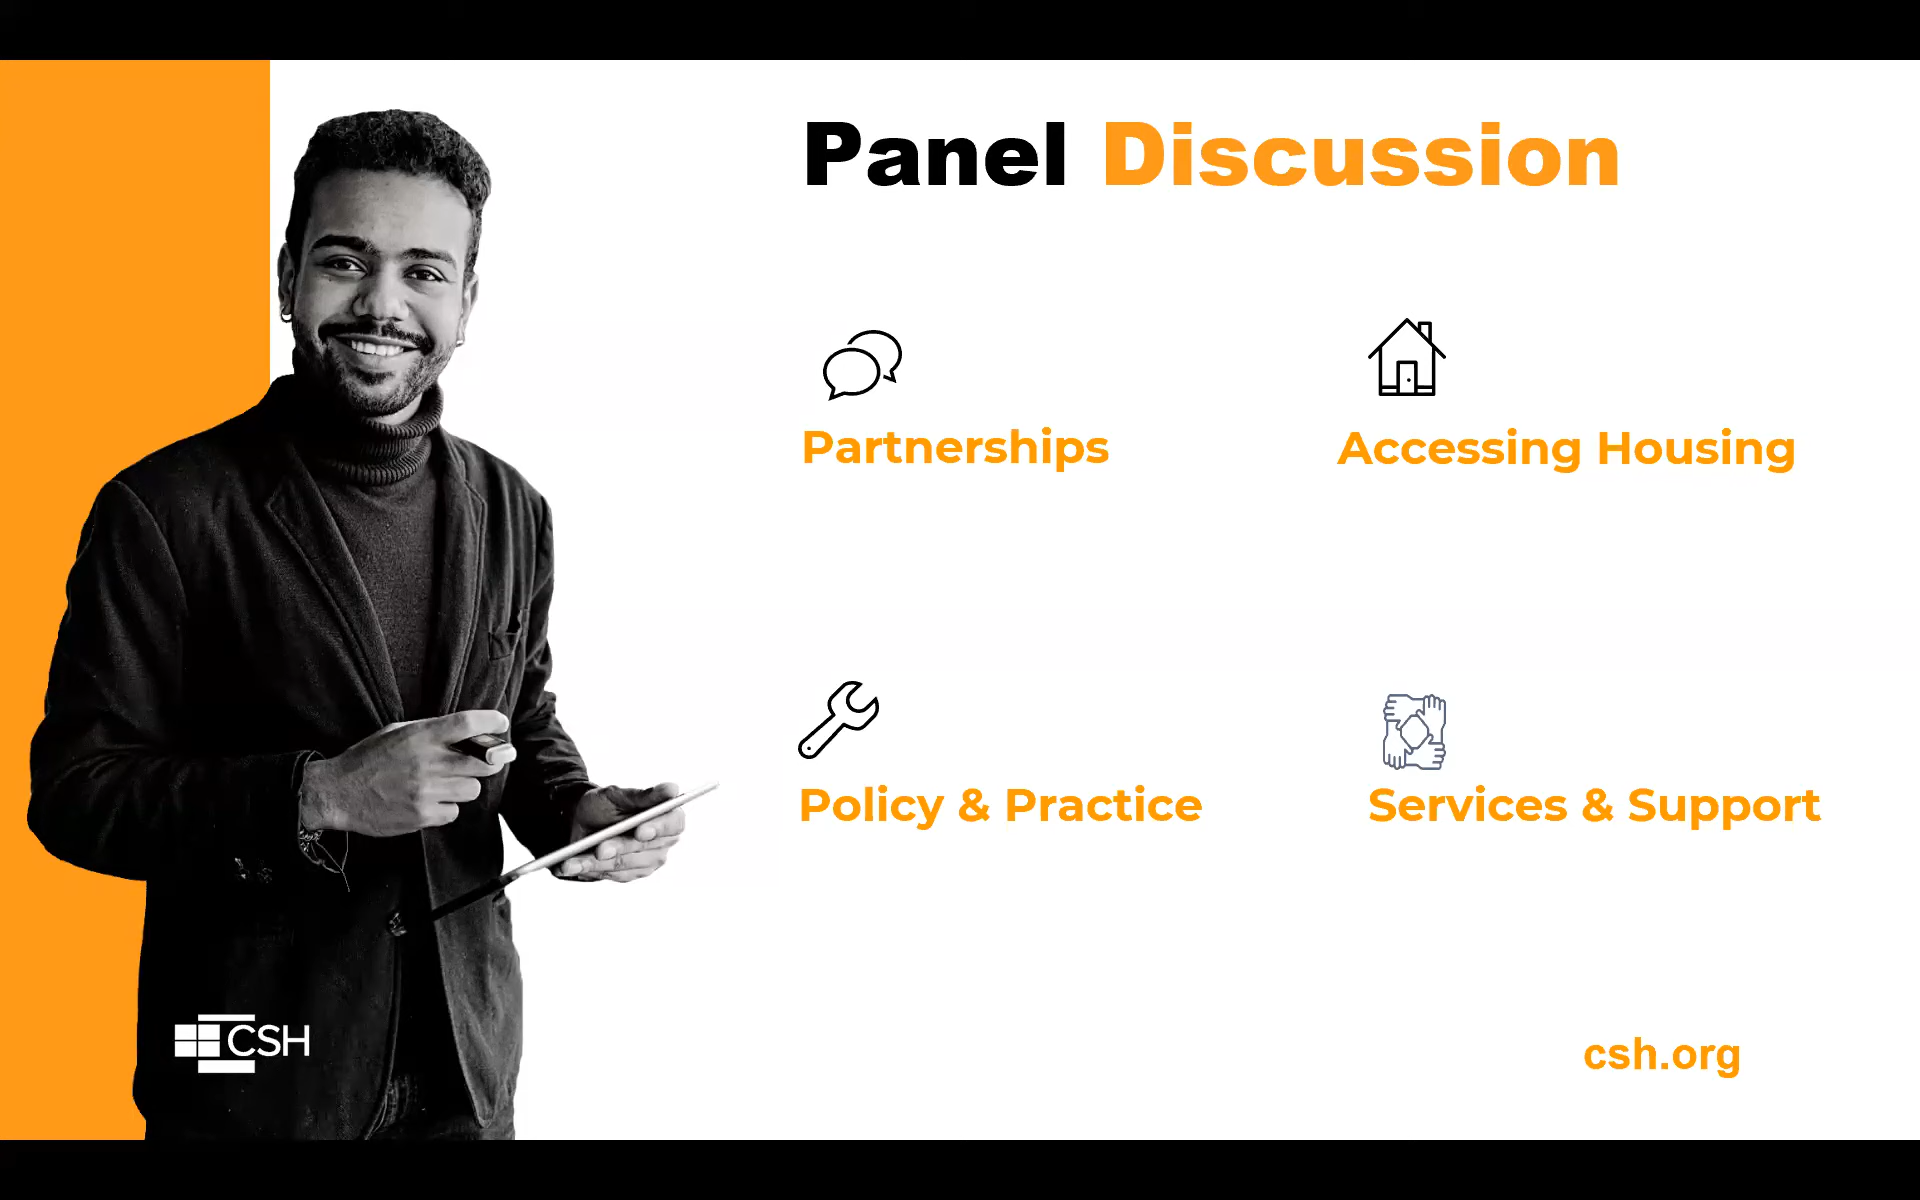 Panel Discussion
Partnerships
Accessing Housing
Policy & Practice
Services & Support
CSH
csh.org